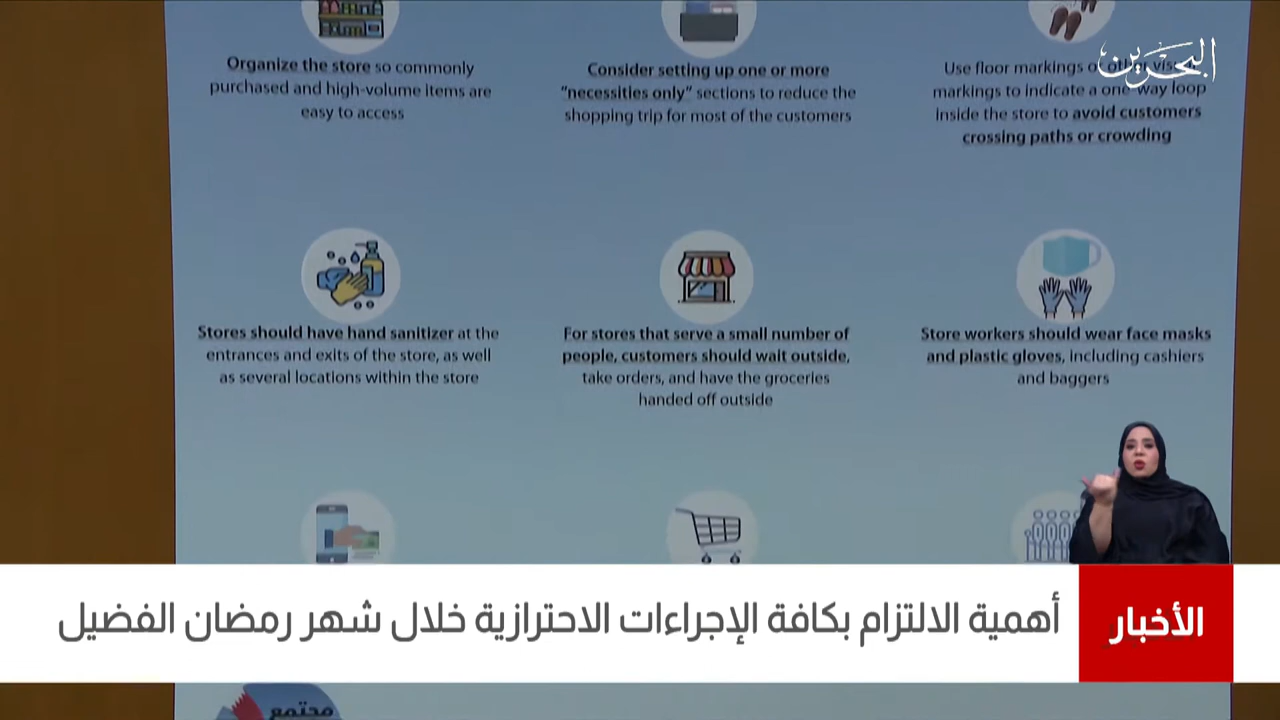 البحرين
Organize the store so commonly
purchased and high-volume items are
easy to access
Consider setting up one or more
"necessities only" sections to reduce the
shopping trip for most of the customers
Use floor markings or other visual
markings to indicate a one-way loop
inside the store to avoid customers
crossing paths or crowding
Stores should have hand sanitizer at the
entrances and exits of the store, as well
as several locations within the store
For stores that serve a small number of
people, customers should wait outside,
take orders, and have the groceries
handed off outside
Store workers should wear face masks
and plastic gloves, including cashiers
and baggers
الأخبار
أهمية الالتزام بكافة الإجراءات الاحترازية خلال شهر رمضان الفضيل
مجتمع